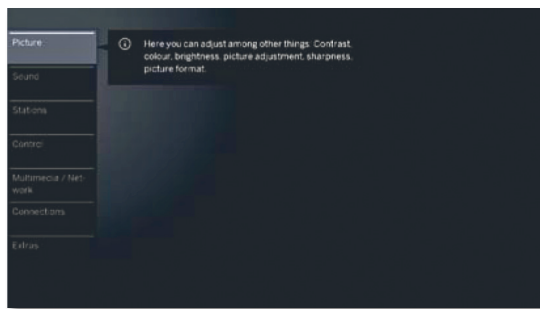 Picture
Here you can adjust among other things: Contrast,
colour, brightness, picture adjustment, sharpness,
picture format.
Sound
Stations
Control
Multimedia / Net-
work
Connections
Extras